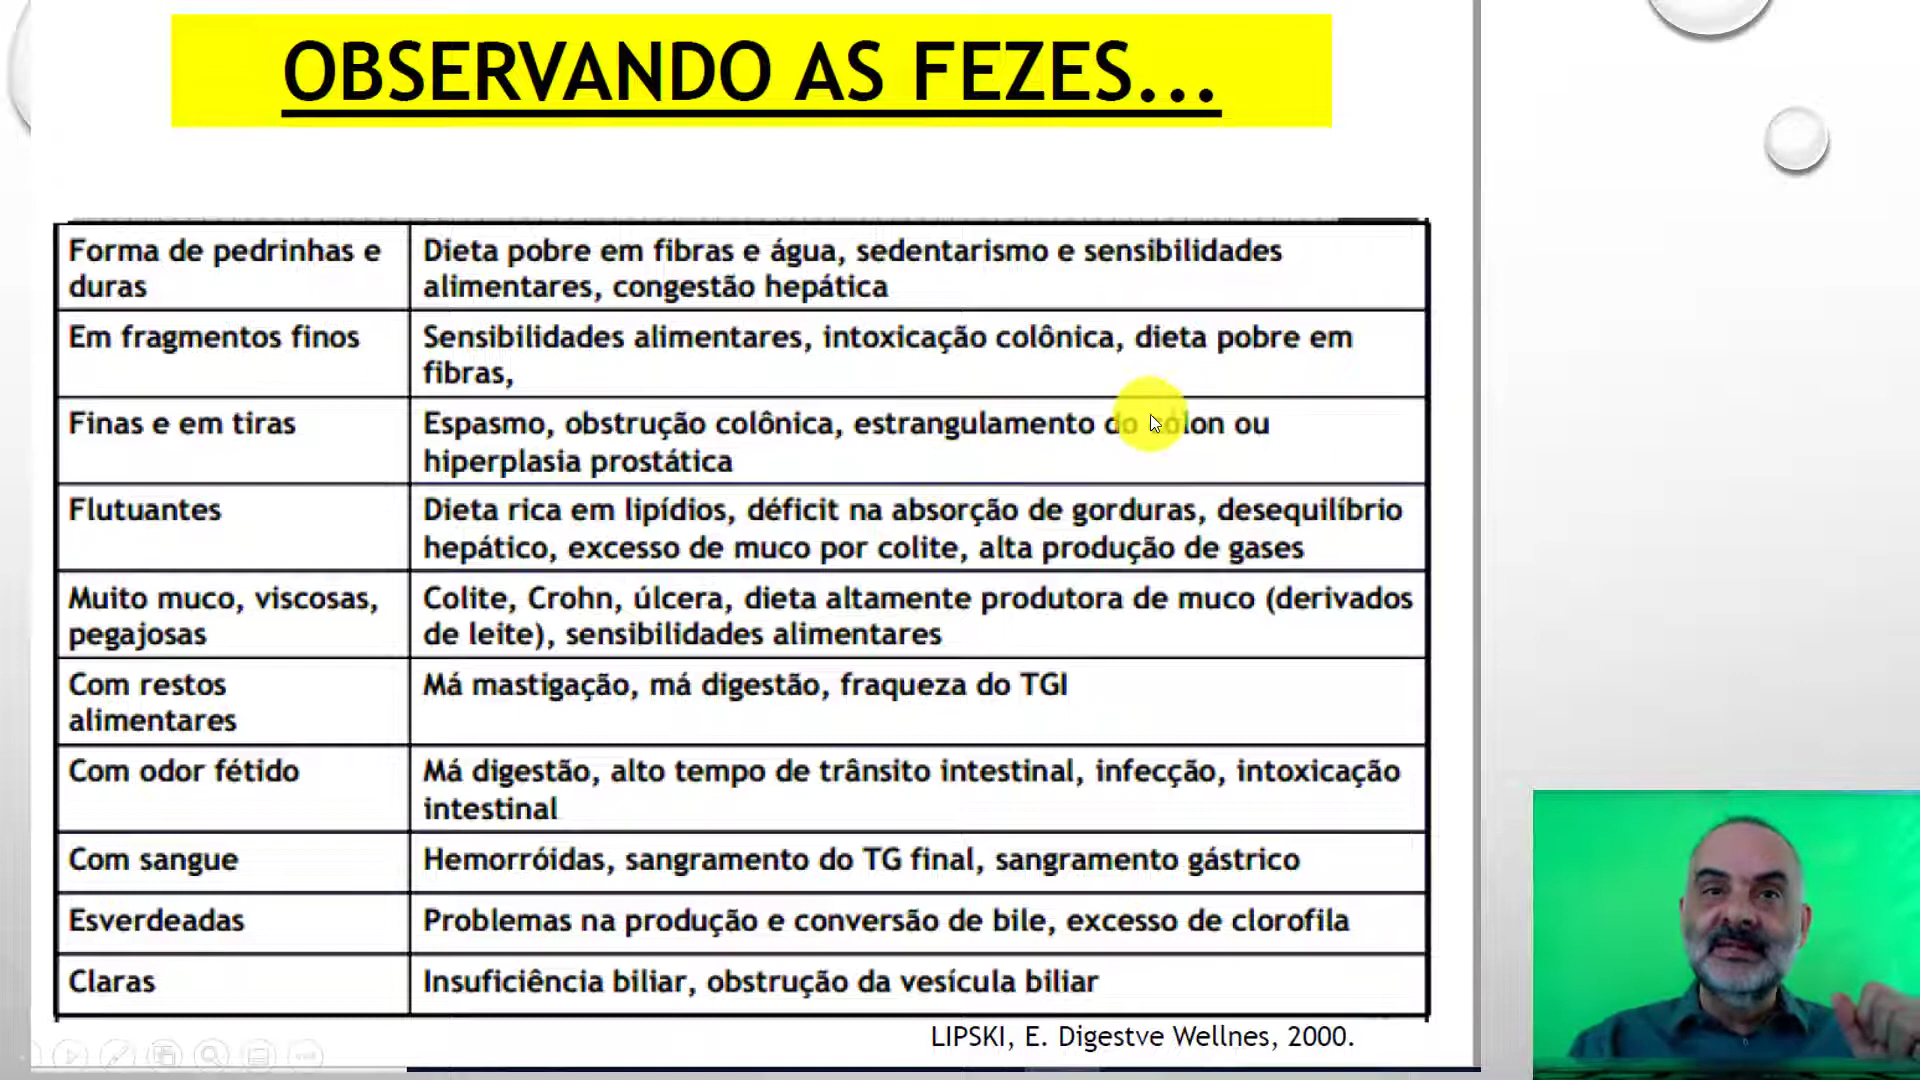 OBSERVANDO AS FEZES...
Forma de pedrinhas e
duras
Dieta pobre em fibras e água, sedentarismo e sensibilidades
alimentares, congestão hepática
Em fragmentos finos
Sensibilidades alimentares, intoxicação colônica, dieta pobre em
fibras,
Finas e em tiras
Espasmo, obstrução colônica, estrangulamento do cólon ou
hiperplasia prostática
Flutuantes
Dieta rica em lipídios, déficit na absorção de gorduras, desequilíbrio
hepático, excesso de muco por colite, alta produção de gases
Muito muco, viscosas,
pegajosas
Colite, Crohn, úlcera, dieta altamente produtora de muco (derivados
de leite), sensibilidades alimentares
Com restos
alimentares
Má mastigação, má digestão, fraqueza do TGI
Com odor fétido
Má digestão, alto tempo de trânsito intestinal, infecção, intoxicação
intestinal
Com sangue
Hemorróidas, sangramento do TG final, sangramento gástrico
Esverdeadas
Problemas na produção e conversão de bile, excesso de clorofila
Claras
Insuficiência biliar, obstrução da vesícula biliar
LIPSKI, E. Digestve Wellnes, 2000.